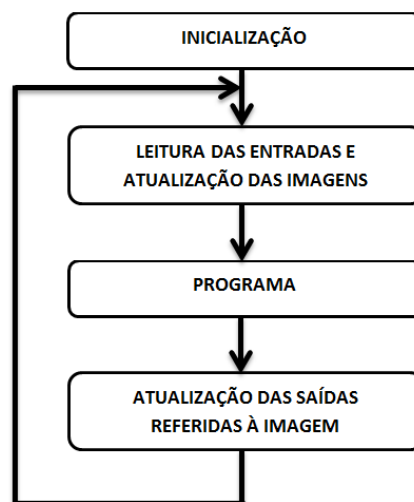 INICIALIZAÇÃO
LEITURA DAS ENTRADAS E
ATUALIZAÇÃO DAS IMAGENS
PROGRAMA
ATUALIZAÇÃO DAS SAÍDAS
REFERIDAS À IMAGEM